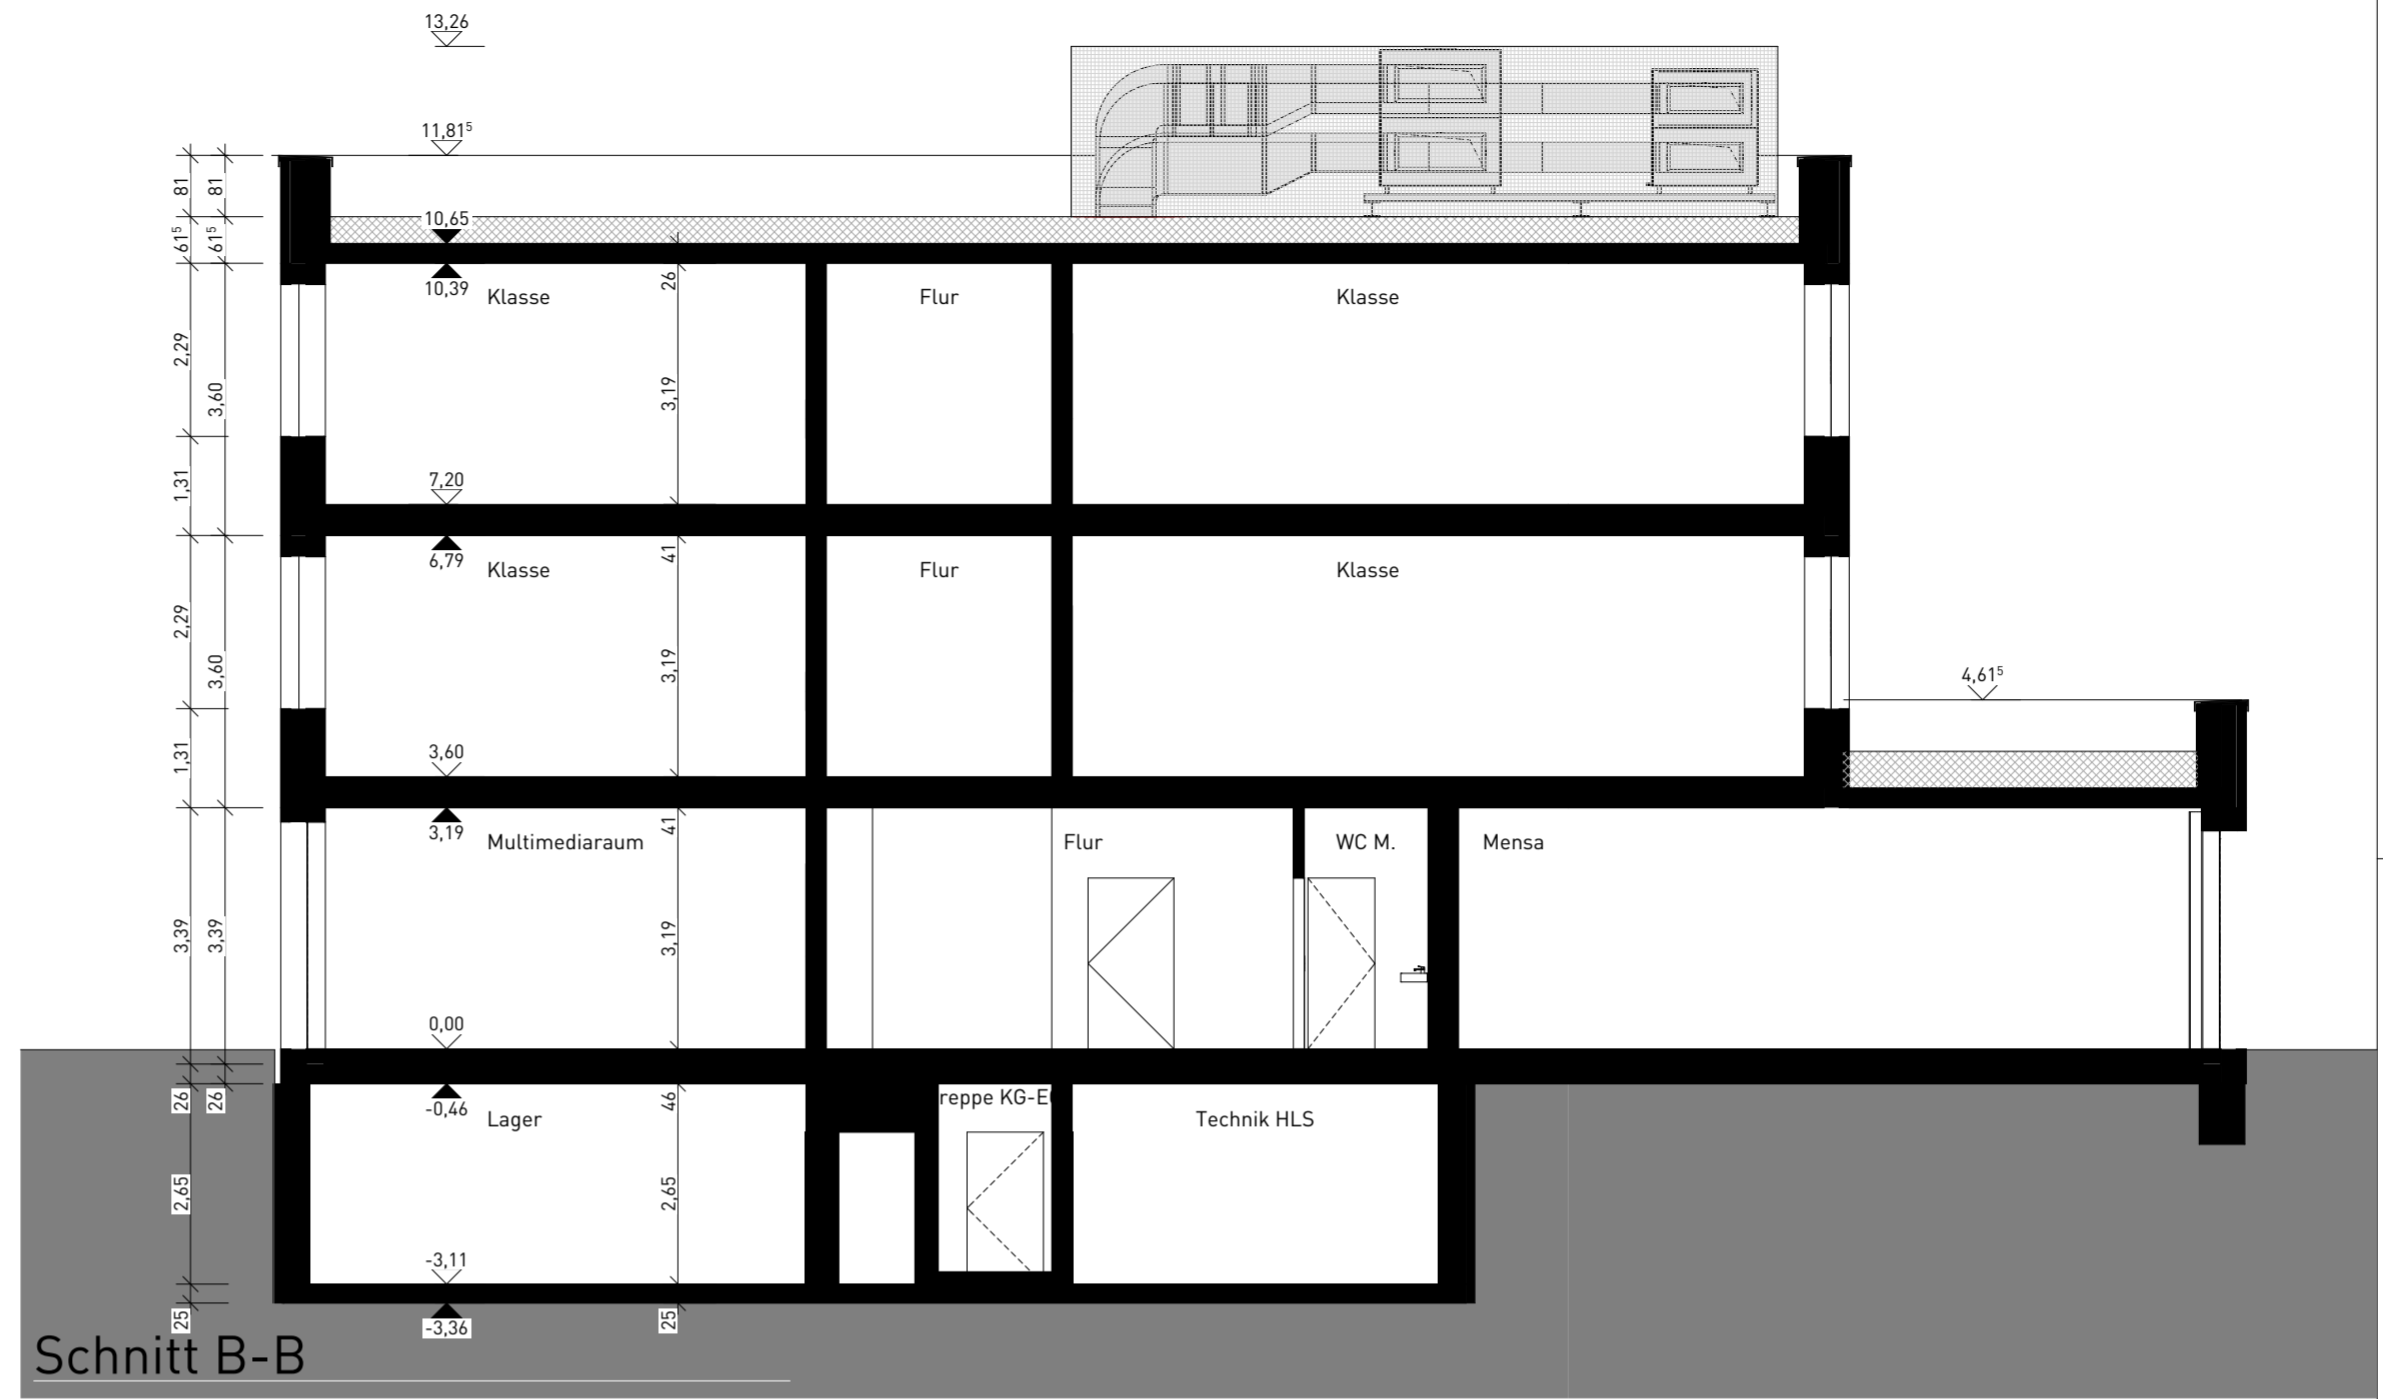 13,26
11,81⁵
81
81
10,65
61⁵
61⁵
10,39
26
Klasse
Flur
Klasse
2,29
3,60
3,19
1,31
7,20
6,79
41
Klasse
Flur
Klasse
2,29
3,60
3,19
4,61⁵
1,31
3,60
3,19
41
Multimediaraum
Flur
WC M.
Mensa
3,39
3,39
3,19
0,00
26
26
-0,46
46
reppe KG-E
Lager
Technik HLS
2,65
2,65
-3,11
25
-3,36
25
Schnitt B-B